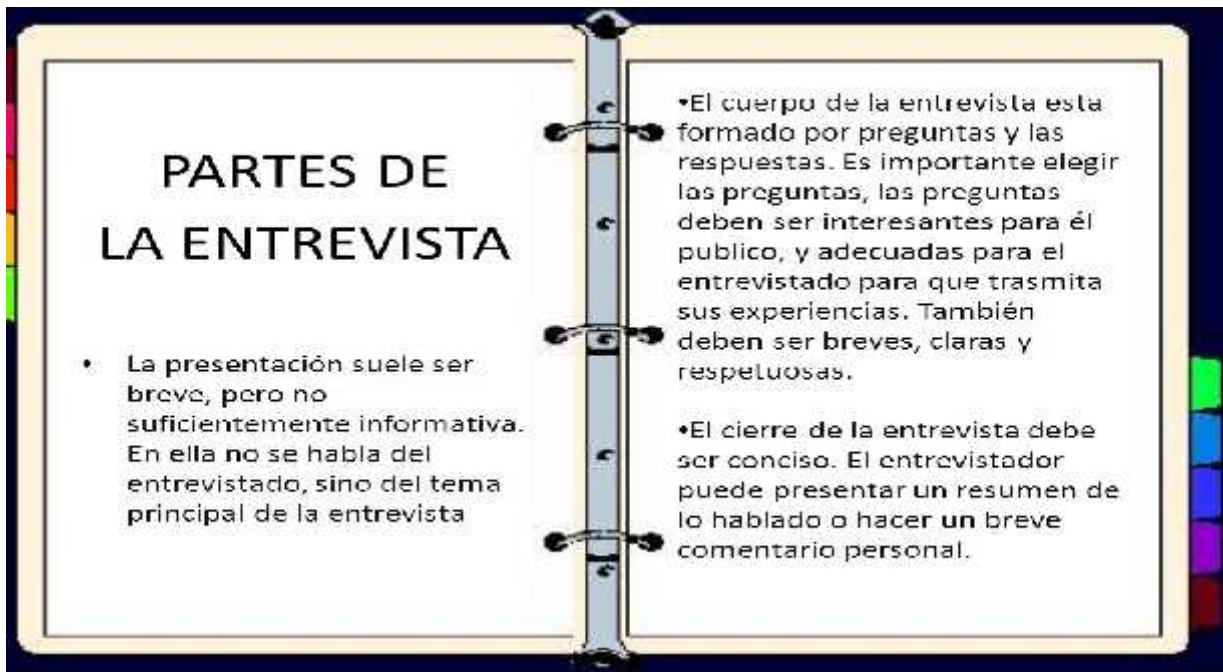 PARTES DE
LA ENTREVISTA
• La presentación suele ser
breve, pero no
suficientemente informativa.
En ella no se habla del
entrevistado, sino del tema
principal de la entrevista
•El cuerpo de la entrevista esta
formado por preguntas y las
respuestas. Es importante elegir
las preguntas, las preguntas
deben ser interesantes para él
publico, y adecuadas para el
entrevistado para que trasmita
sus experiencias. También
deben ser breves, claras y
respetuosas.
•El cierre de la entrevista debe
ser conciso. El entrevistador
puede presentar un resumen de
lo hablado o hacer un breve
comentario personal.